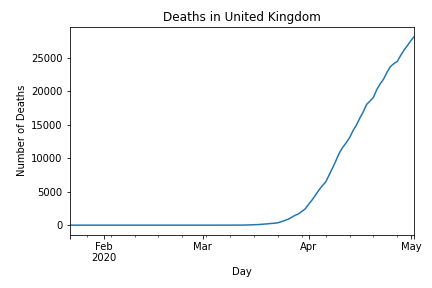 Deaths in United Kingdom
25000
20000
15000
10000
5000
0
Number of Deaths
Feb
2020
Mar
Apr
May
Day